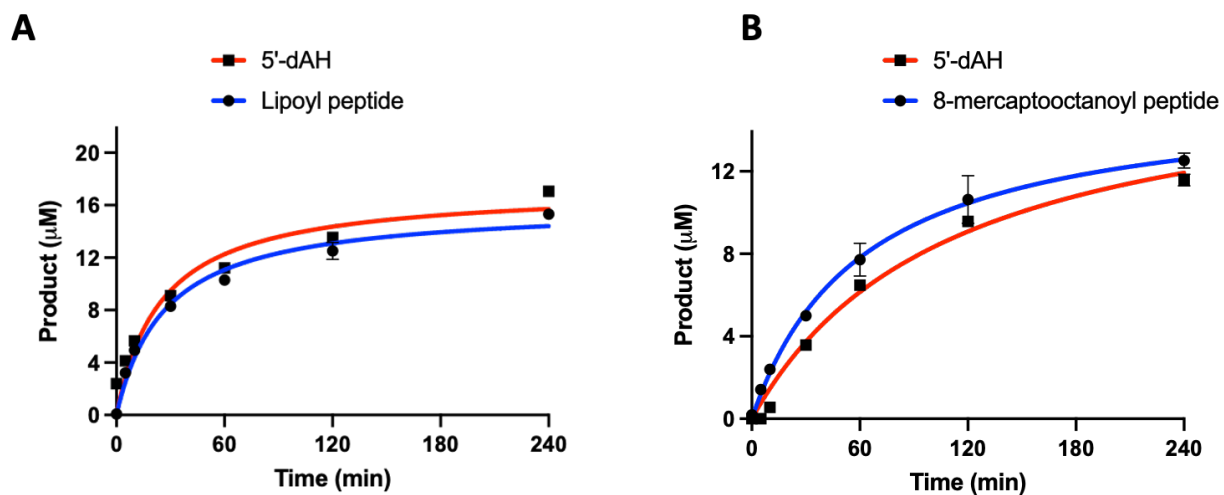 A
5'-dAH
Lipoyl peptide
20
16
12
8
4
0
Product (μM)
0 60 120 180 240
Time (min)
B
5'-dAH
8-mercaptooctanoyl peptide
12
8
4
0
Product (μM)
0 60 120 180 240
Time (min)